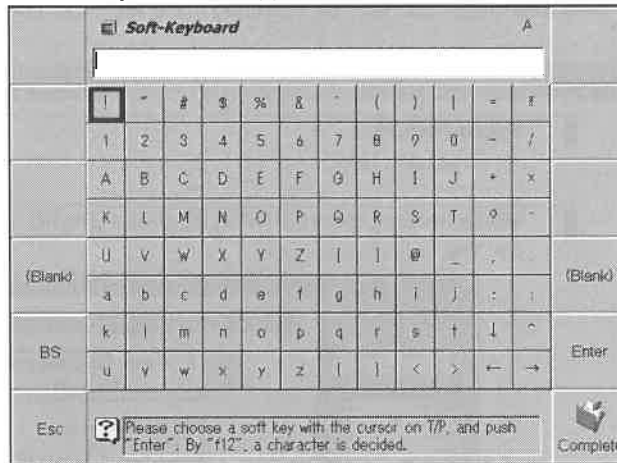 Soft-Keyboard A
! " # $ % & ( ) | =
1 2 3 4 5 6 7 8 9 0 - /
A B C D E F G H I J + ×
K L M N O P Q R S T
U V W X Y Z [ ] @ _
(Blank) (Blank)
a b c d e f g h i j : ;
k l m n o p q r s t ↓ ^
BS Enter
u v w x y z { } < > ← →
Esc Please choose a soft key with the cursor on T/P, and push
"Enter". By "f12", a character is decided.
Complete